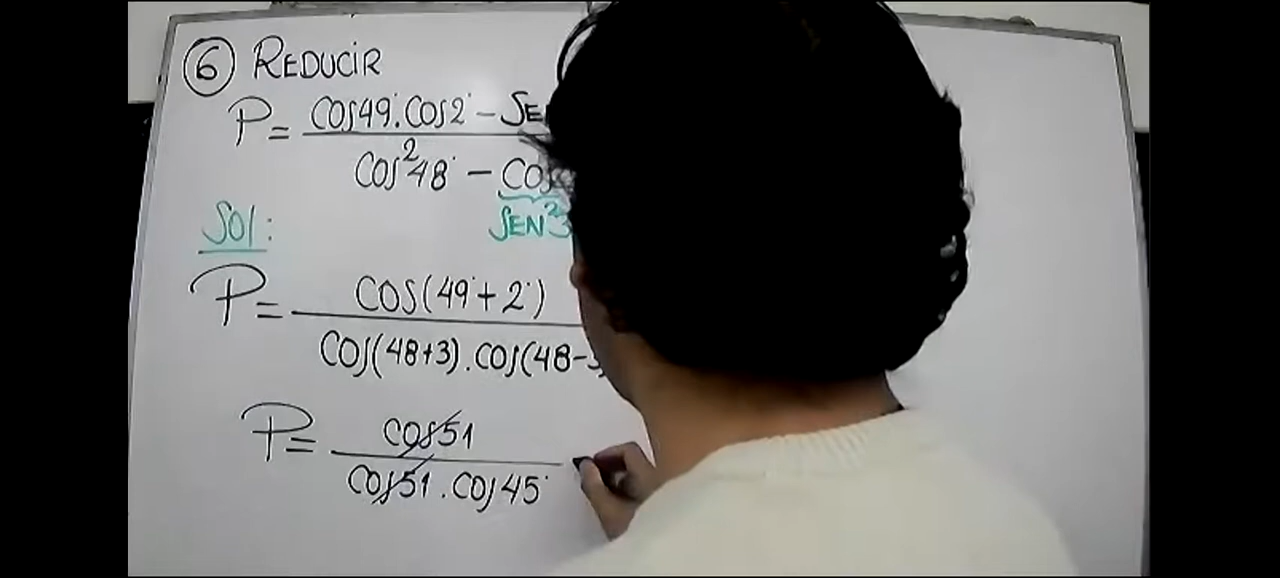 6 REDUCIR
P = COS49°.COS2° - SE
COS²48° - CO
SEN²3
SOL:
P = COS(49°+2°)
COS(48+3).COS(48-3
P = COS51
COS51.COS45°